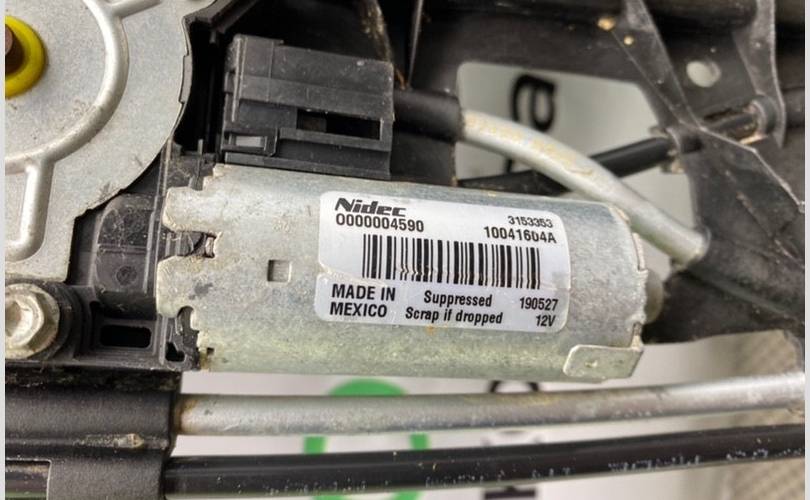 Nidec
0000004590
3153353
10041604A
MADE IN
MEXICO
Suppressed
Scrap if dropped
190527
12V